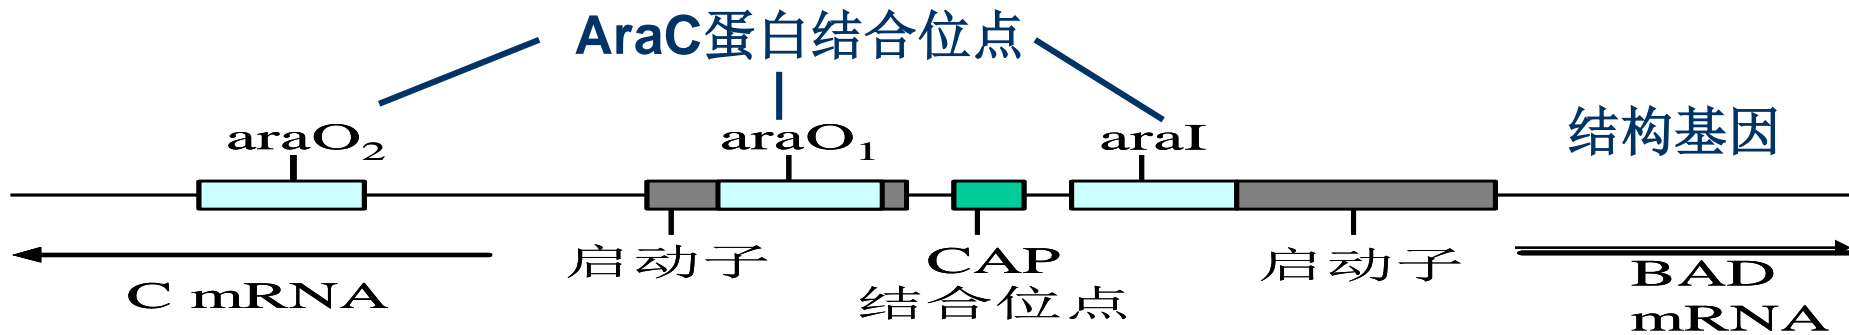 AraC蛋白结合位点
araO₂
araO₁
araI
结构基因
启动子
CAP
结合位点
启动子
C mRNA
BAD
mRNA